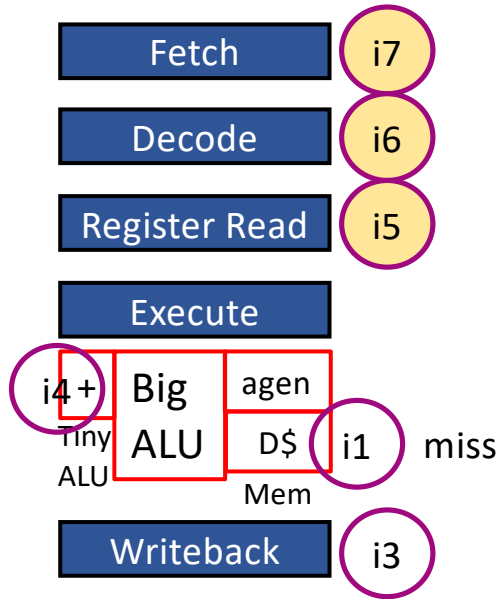 Fetch i7
Decode i6
Register Read i5
Execute
i4 + Big agen
Tiny ALU D$ i1 miss
ALU Mem
Writeback i3